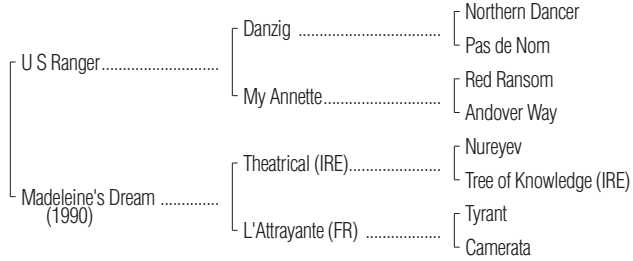 Northern Dancer
Danzig ..........................................
Pas de Nom
U S Ranger..................................
My Annette...................................
Red Ransom
Andover Way
Theatrical (IRE)...........................
Nureyev
Tree of Knowledge (IRE)
Madeleine's Dream .................
(1990)
L'Attrayante (FR) ......................
Tyrant
Camerata